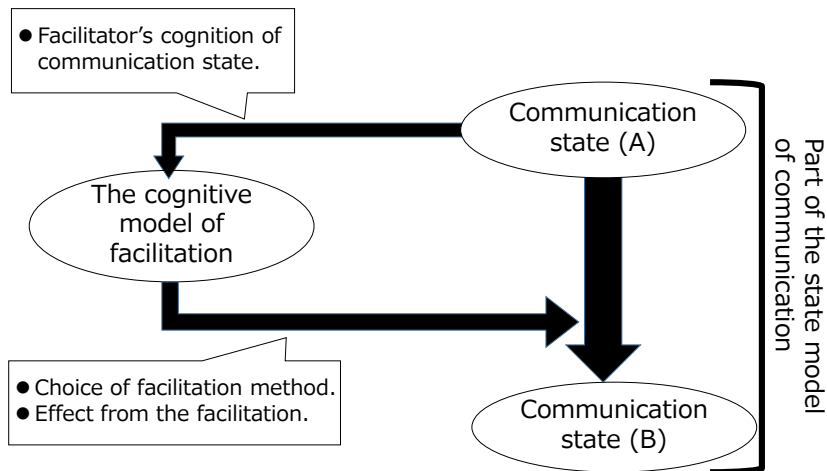 ● Facilitator’s cognition of
communication state.
Communication
state (A)
The cognitive
model of
facilitation
● Choice of facilitation method.
● Effect from the facilitation.
Communication
state (B)
Part of the state model
of communication